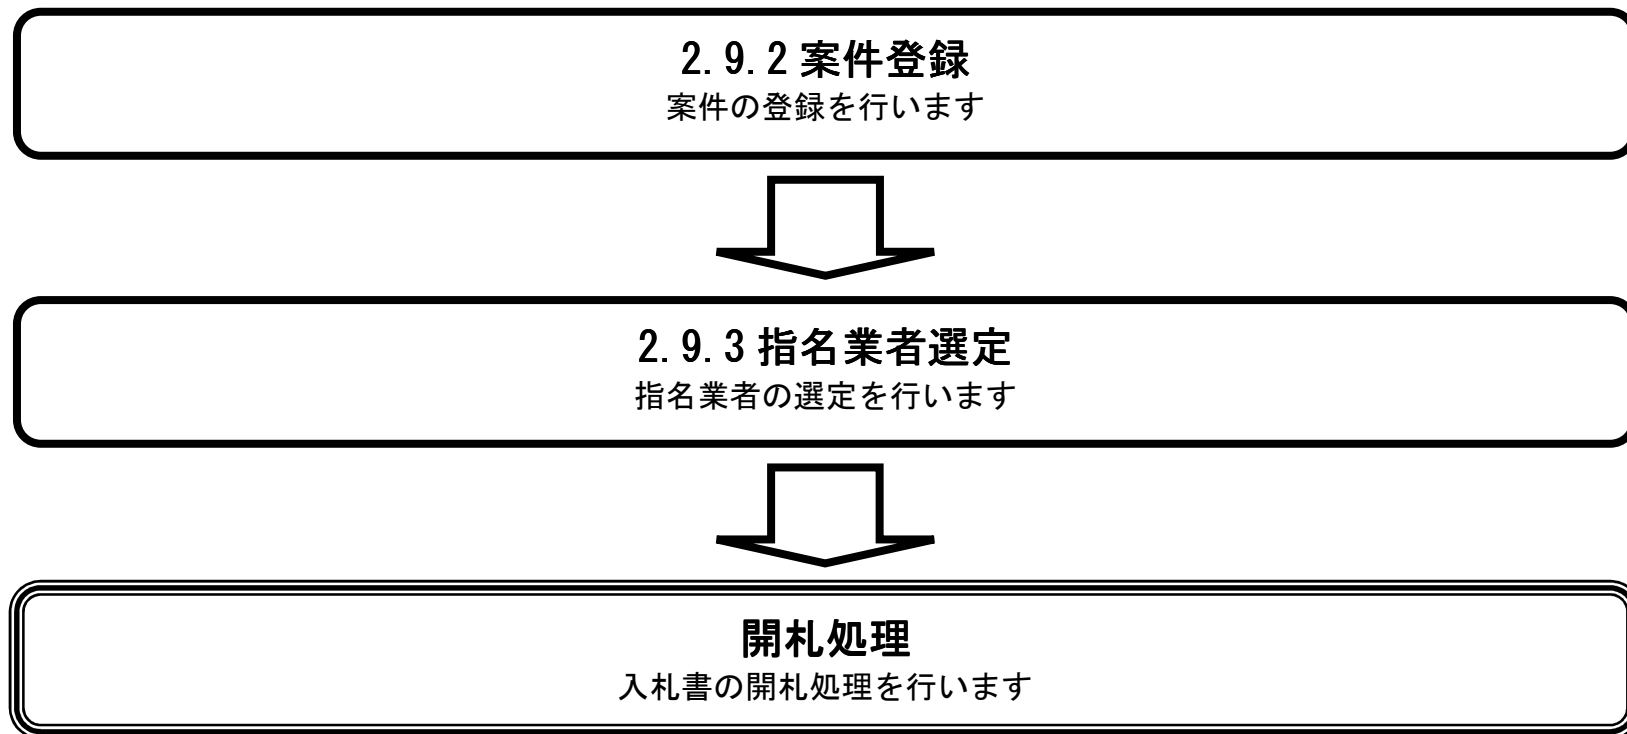 2.9.2 案件登録
案件の登録を行います
2.9.3 指名業者選定
指名業者の選定を行います
開札処理
入札書の開札処理を行います